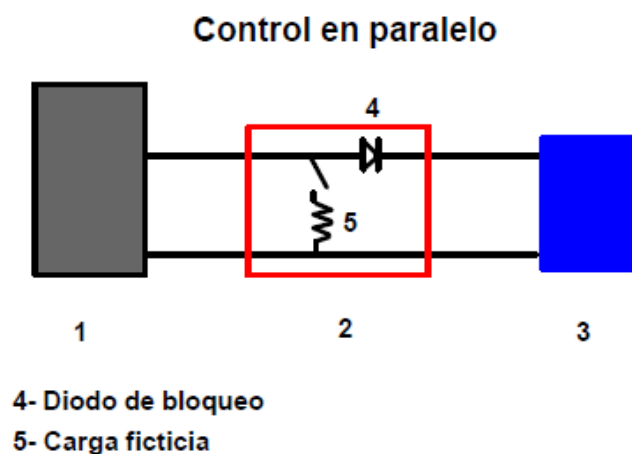 Control en paralelo
4
5
1
2
3
4- Diodo de bloqueo
5- Carga ficticia